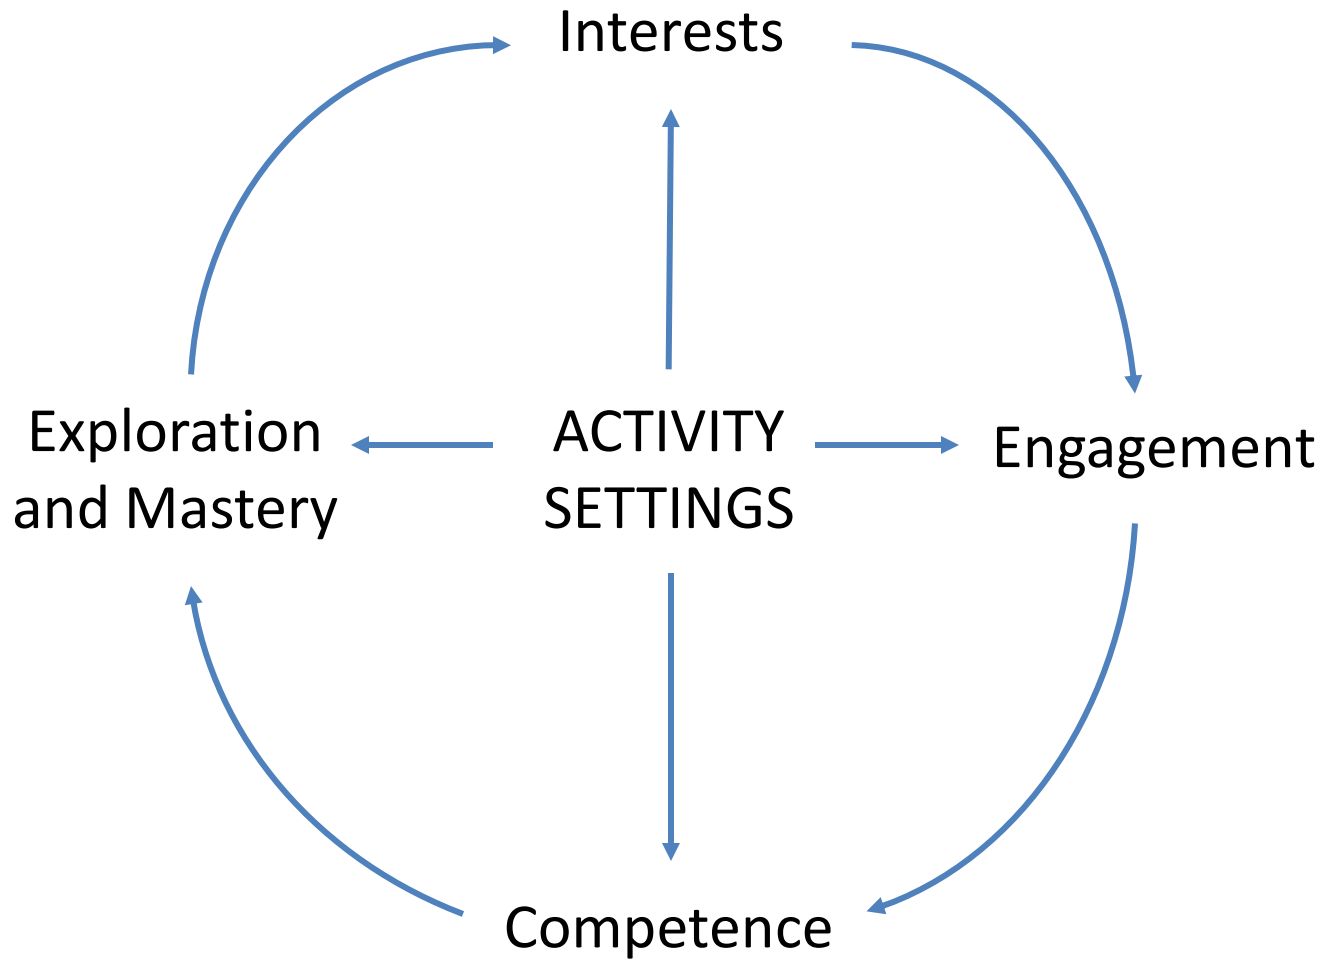 Interests
Exploration
and Mastery
ACTIVITY
SETTINGS
Engagement
Competence